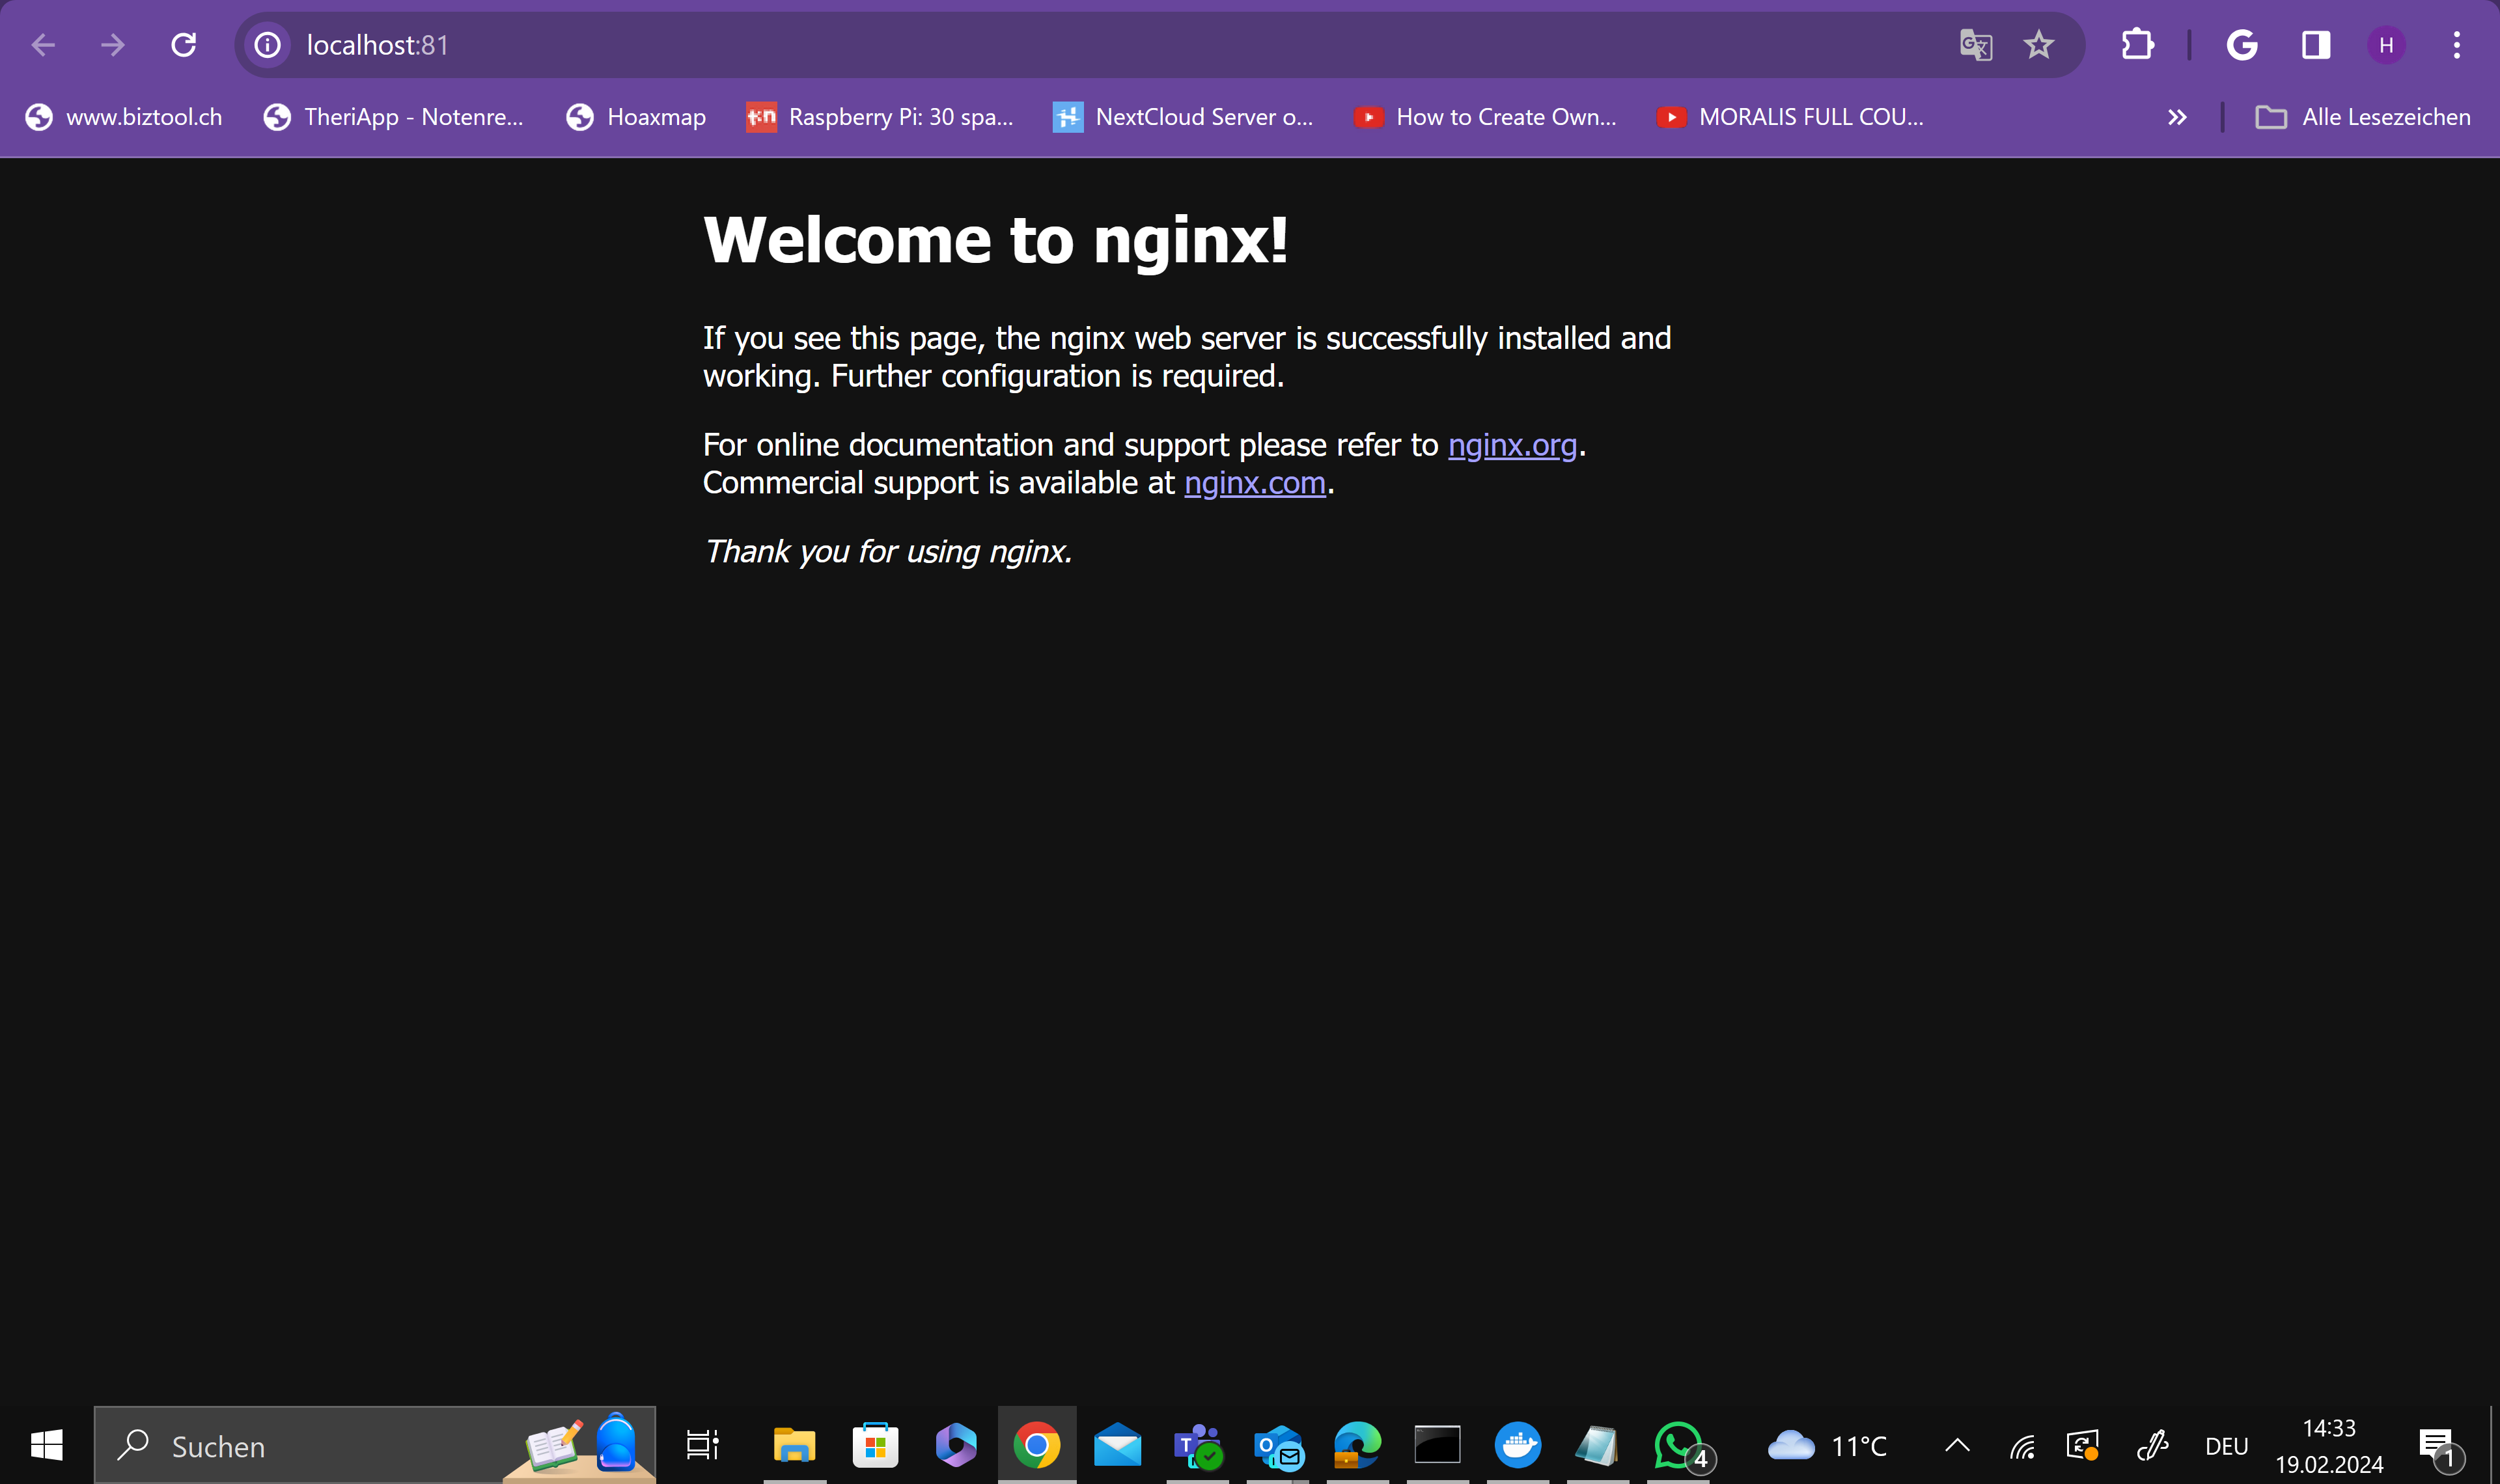 localhost:81
H
www.biztool.ch TheriApp - Notenre... Hoaxmap Raspberry Pi: 30 spa... NextCloud Server o... How to Create Own... MORALIS FULL COU... Alle Lesezeichen
Welcome to nginx!
If you see this page, the nginx web server is successfully installed and
working. Further configuration is required.
For online documentation and support please refer to nginx.org.
Commercial support is available at nginx.com.
Thank you for using nginx.
Suchen
4
11°C
DEU
14:33
19.02.2024
1